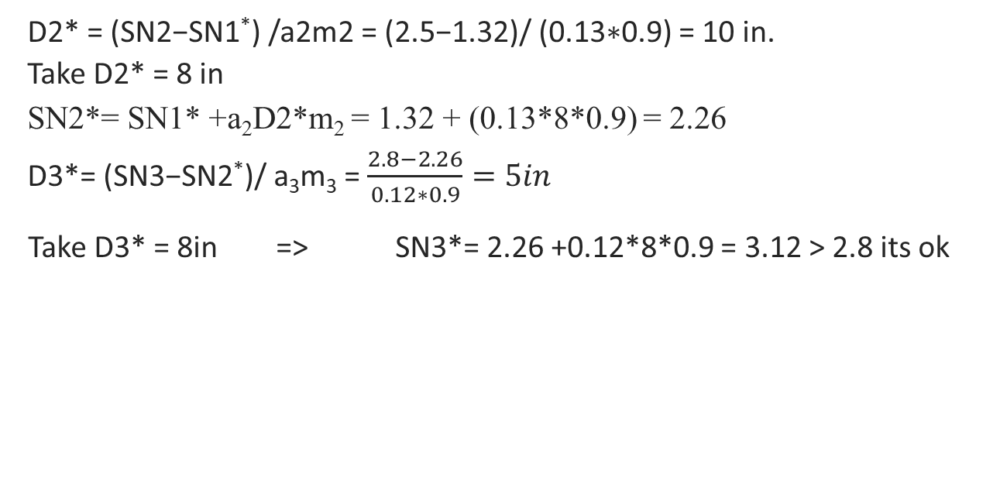 D2* = (SN2−SN1*) /a2m2 = (2.5−1.32)/ (0.13*0.9) = 10 in.
Take D2* = 8 in
SN2*= SN1* +a₂D2*m₂ = 1.32 + (0.13*8*0.9) = 2.26
D3*= (SN3−SN2*)/ a₃m₃ = \frac{2.8−2.26}{0.12*0.9} = 5in
Take D3* = 8in => SN3*= 2.26 +0.12*8*0.9 = 3.12 > 2.8 its ok